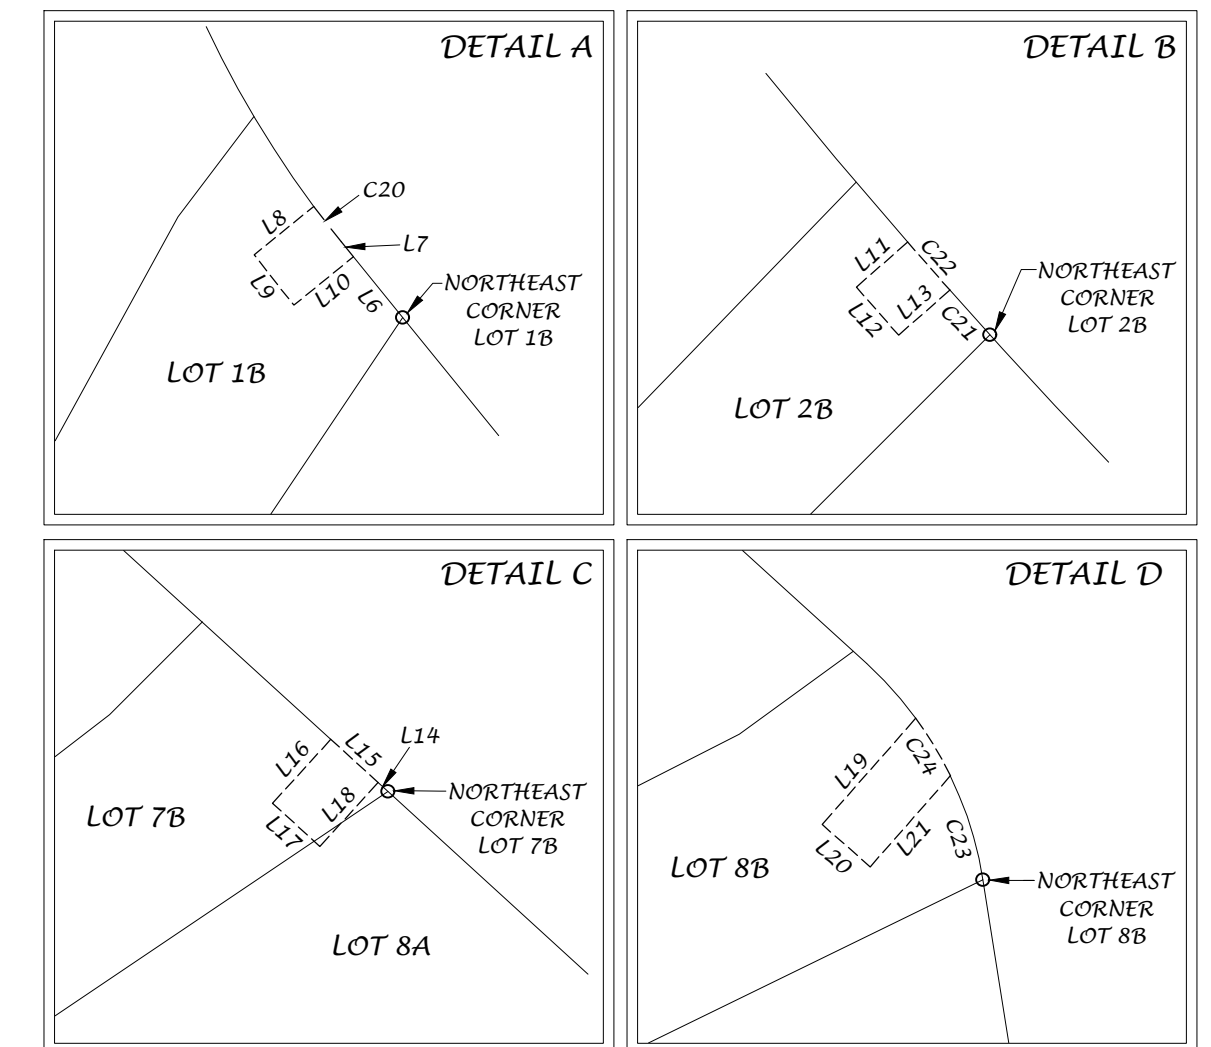 DETAIL A
C20
L8
L7
L9
L10
L6
NORTHEAST
CORNER
LOT 1B
LOT 1B
DETAIL B
L11
C22
L13
L12
C21
NORTHEAST
CORNER
LOT 2B
LOT 2B
DETAIL C
L14
L15
L16
L18
L17
NORTHEAST
CORNER
LOT 7B
LOT 7B
LOT 8A
DETAIL D
C24
L19
C23
L21
L20
NORTHEAST
CORNER
LOT 8B
LOT 8B